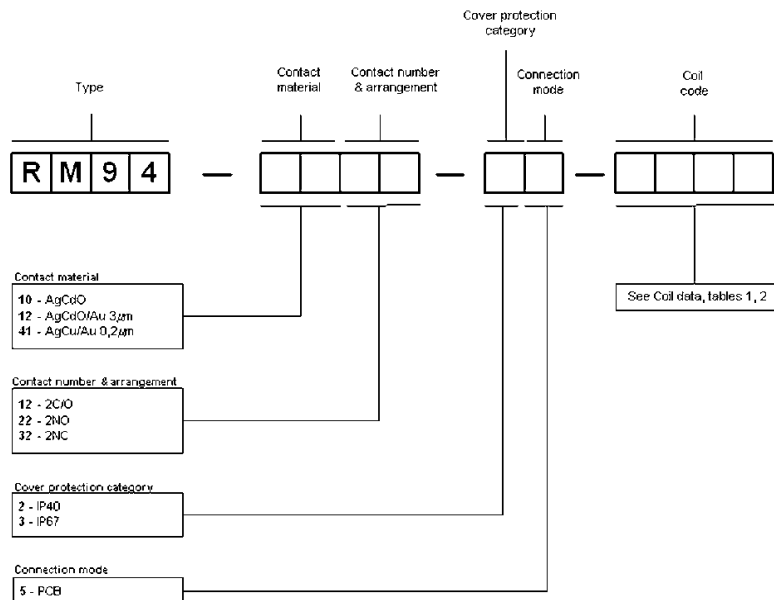 Cover protection
category
Type
Contact
material
Contact number
& arrangement
Connection
mode
Coil
code
R M 9 4 — —  —
Contact material
10 - AgCdO
12 - AgCdO/Au 3µm
41 - AgCu/Au 0,2µm
See Coil data, tables 1, 2
Contact number & arrangement
12 - 2C/O
22 - 2NO
32 - 2NC
Cover protection category
2 - IP40
3 - IP67
Connection mode
5 - PCB